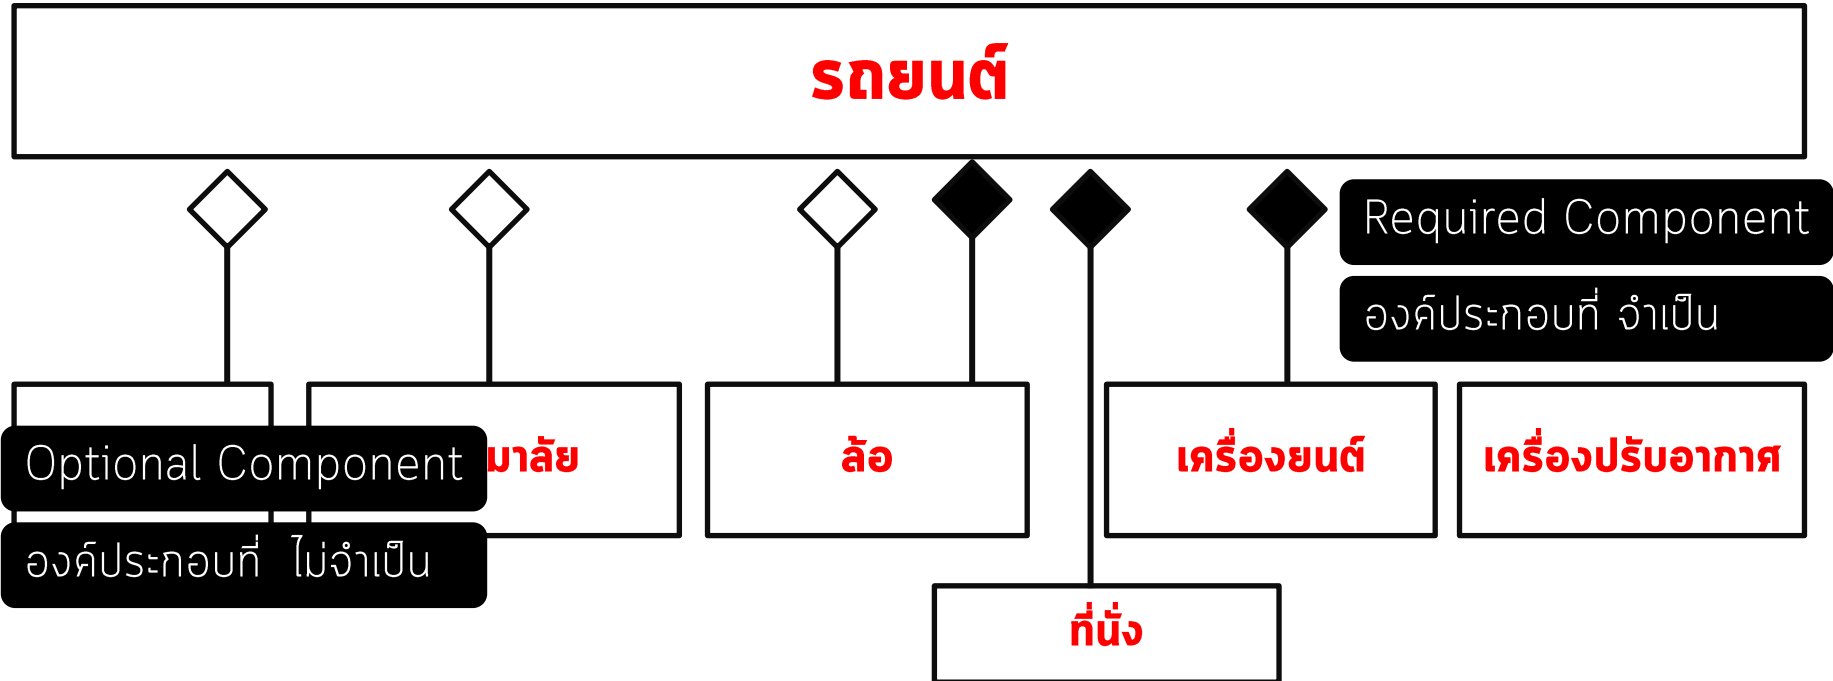 รถยนต์
Required Component
องค์ประกอบที่ จำเป็น
Optional Component
มาลัย
ล้อ
เครื่องยนต์
เครื่องปรับอากาศ
องค์ประกอบที่ ไม่จำเป็น
ที่นั่ง